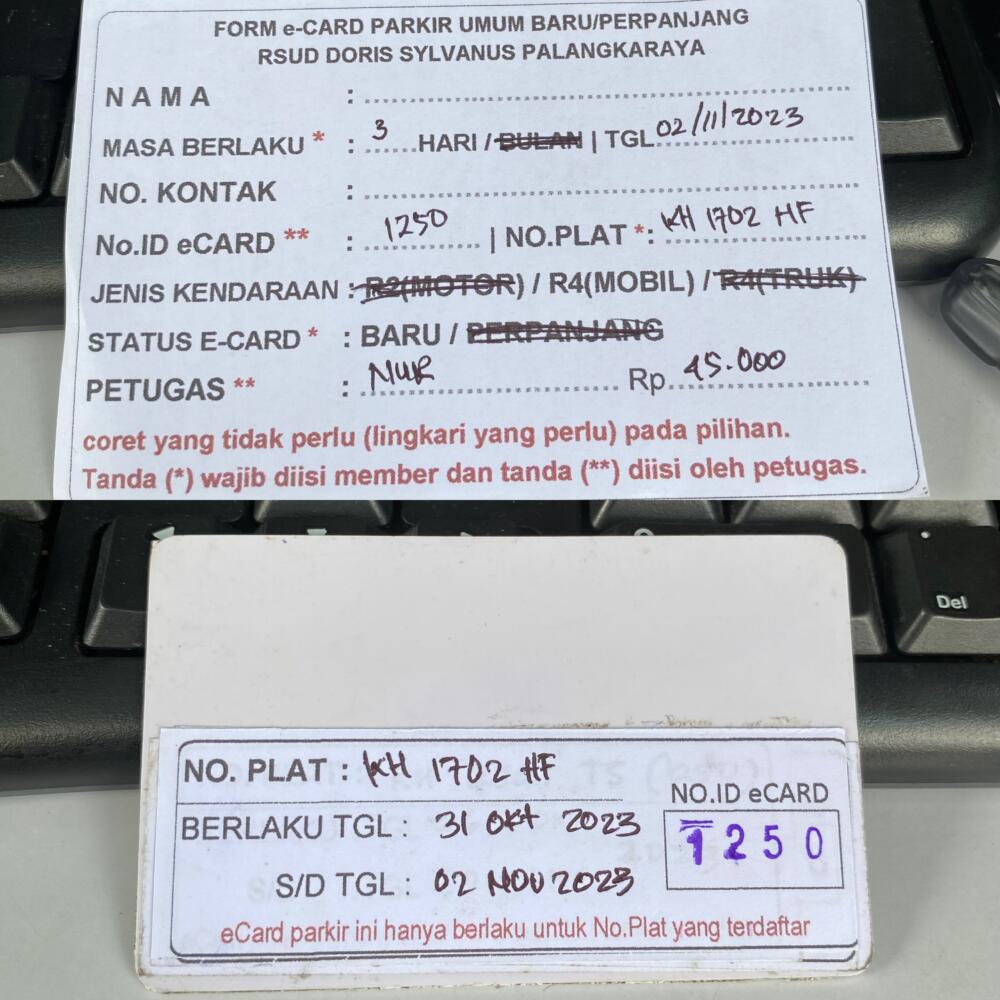 FORM e-CARD PARKIR UMUM BARU/PERPANJANG
RSUD DORIS SYLVANUS PALANGKARAYA
NAMA :
MASA BERLAKU * : 3 HARI / BULAN | TGL 02/11/2023
NO. KONTAK :
No.ID eCARD ** : 1250 | NO.PLAT *: KH 1702 HF
JENIS KENDARAAN : R2(MOTOR) / R4(MOBIL) / R4(TRUK)
STATUS E-CARD * : BARU / PERPANJANG
PETUGAS ** : NUR Rp 45.000
coret yang tidak perlu (lingkari yang perlu) pada pilihan.
Tanda (*) wajib diisi member dan tanda (**) diisi oleh petugas.
Del
NO. PLAT : KH 1702 HF
NO.ID eCARD
BERLAKU TGL : 31 Okt 2023
1250
S/D TGL : 02 NOV 2023
eCard parkir ini hanya berlaku untuk No.Plat yang terdaftar